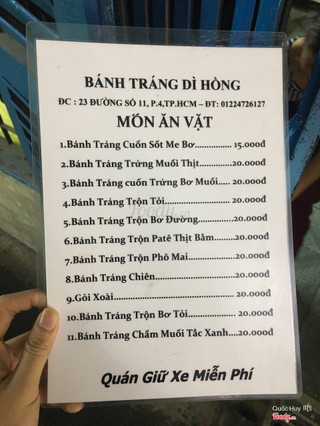 BÁNH TRÁNG DÌ HỒNG
ĐC : 23 ĐƯỜNG SỐ 11, P.4,TP.HCM – ĐT: 01224726127
MÓN ĂN VẶT
1.Bánh Tráng Cuốn Sốt Me Bơ............... 15.000đ
2.Bánh Tráng Trứng Muối Thịt............20.000đ
3.Bánh cuốn Tráng Trứng Bơ Muối.....20.000đ
4.Bánh Tráng Trộn Tỏi.......................20.000đ
5.Bánh Tráng Trộn Bơ Đường..............20.000đ
6.Bánh Tráng Trộn Patê Thịt Bằm.......20.000đ
7.Bánh Tráng Trộn Phô Mai................20.000đ
8.Bánh Tráng Chiên............................20.000đ
9.Gỏi Xoài........................................20.000đ
10.Bánh Tráng Trộn Bơ Tỏi.................20.000đ
11.Bánh Tráng Chấm Muối Tắc Xanh....20.000đ
Quán Giữ Xe Miễn Phí
foody.vn
Quốc Huy
foody.vn